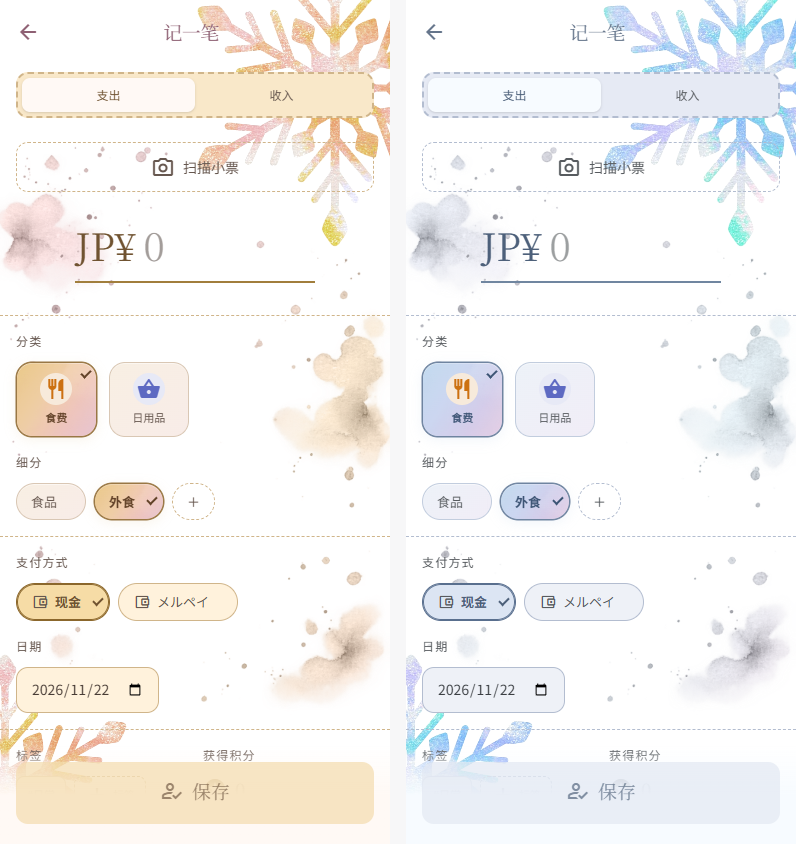 记一笔
支出 收入
扫描小票
JP¥ 0
分类
食费 日用品
细分
食品 外食 +
支付方式
现金 メルペイ
日期
2026/11/22
标签 获得积分
保存
记一笔
支出 收入
扫描小票
JP¥ 0
分类
食费 日用品
细分
食品 外食 +
支付方式
现金 メルペイ
日期
2026/11/22
标签 获得积分
保存